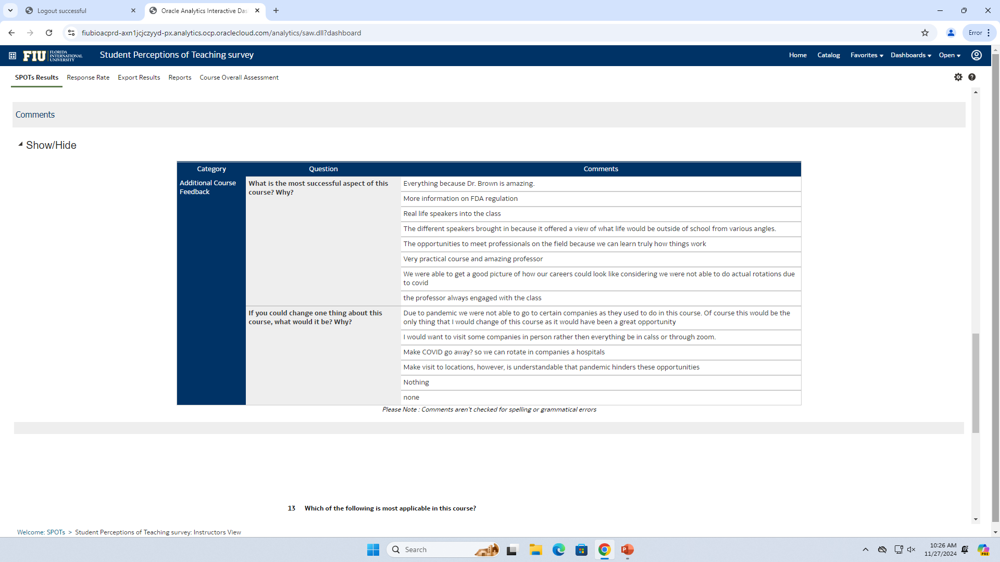 Logout successful
Oracle Analytics Interactive Das
fiubioacprd-axn1jcjczyyd-px.analytics.ocp.oraclecloud.com/analytics/saw.dll?dashboard
Error
FIU FLORIDA
INTERNATIONAL
UNIVERSITY
Student Perceptions of Teaching survey
Home Catalog Favorites Dashboards Open
SPOTs Results Response Rate Export Results Reports Course Overall Assessment
Comments
Show/Hide
Category Question Comments
Additional Course
Feedback
What is the most successful aspect of this
course? Why?
Everything because Dr. Brown is amazing.
More information on FDA regulation
Real life speakers into the class
The different speakers brought in because it offered a view of what life would be outside of school from various angles.
The opportunities to meet professionals on the field because we can learn truly how things work
Very practical course and amazing professor
We were able to get a good picture of how our careers could look like considering we were not able to do actual rotations due
to covid
the professor always engaged with the class
If you could change one thing about this
course, what would it be? Why?
Due to pandemic we were not able to go to certain companies as they used to do in this course. Of course this would be the
only thing that I would change of this course as it would have been a great opportunity
I would want to visit some companies in person rather then everything be in calss or through zoom.
Make COVID go away? so we can rotate in companies a hospitals
Make visit to locations, however, is understandable that pandemic hinders these opportunities
Nothing
none
Please Note : Comments aren't checked for spelling or grammatical errors
13 Which of the following is most applicable in this course?
Welcome: SPOTs > Student Perceptions of Teaching survey: Instructors View
Search
10:26 AM
11/27/2024
PRE